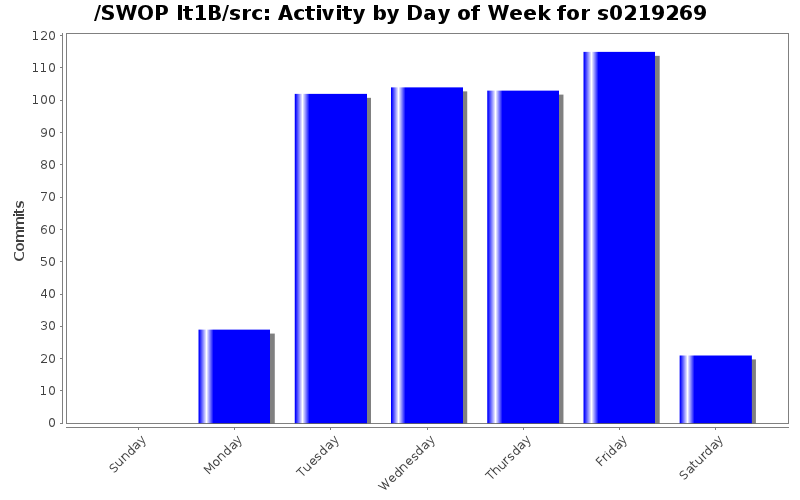 /SWOP It1B/src: Activity by Day of Week for s0219269
120
110
100
90
80
70
60
50
40
30
20
10
0
Commits
Sunday
Monday
Tuesday
Wednesday
Thursday
Friday
Saturday